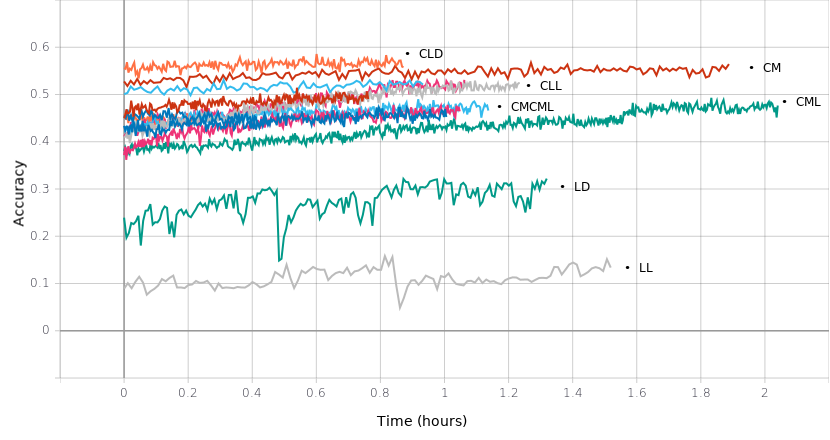 0.6
0.5
0.4
0.3
0.2
0.1
0
Accuracy
• CLD
• CM
• CLL
• CML
• CMCML
• LD
• LL
0 0.2 0.4 0.6 0.8 1 1.2 1.4 1.6 1.8 2
Time (hours)